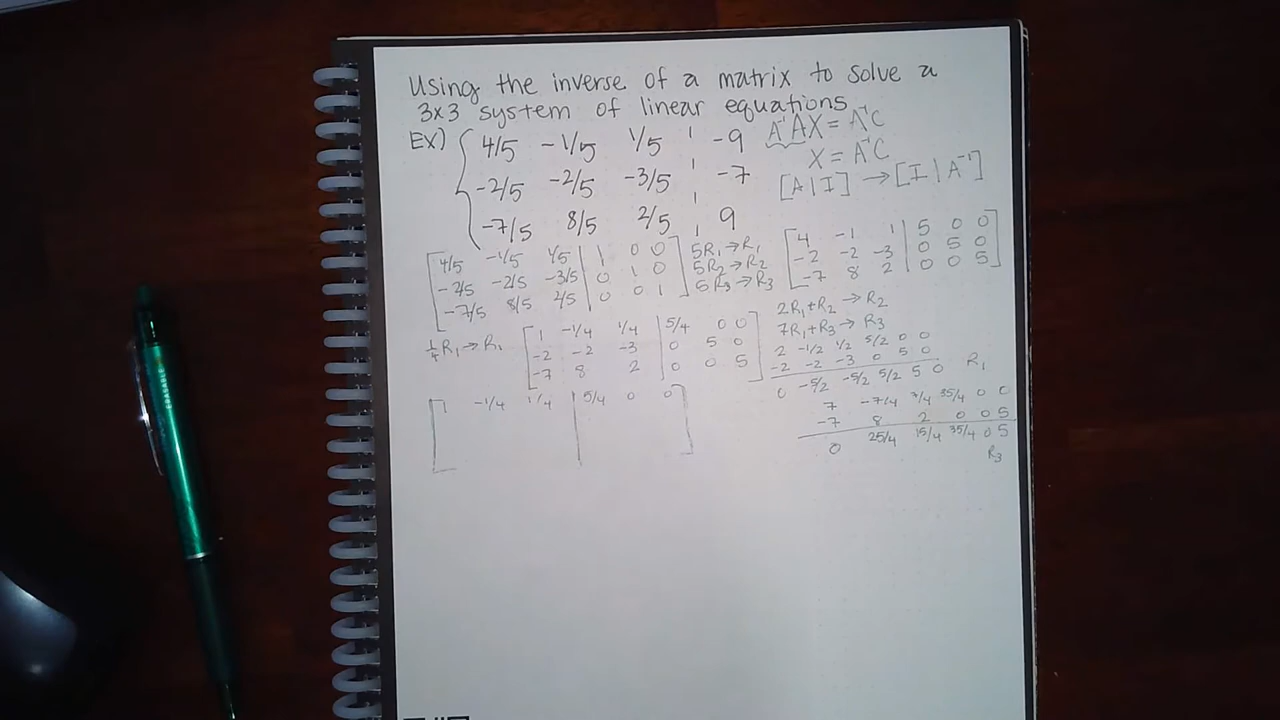 Using the inverse of a matrix to solve a
3x3 system of linear equations
EX) { 4/5 -1/5 1/5 | -9
-2/5 -2/5 -3/5 | -7
-7/5 8/5 2/5 | 9
A⁻¹AX = A⁻¹C
X = A⁻¹C
[A | I] → [I | A⁻¹]
[ 4/5 -1/5 1/5 | 1 0 0 ] 5R₁→R₁
-2/5 -2/5 -3/5 | 0 1 0 5R₂→R₂
-7/5 8/5 2/5 | 0 0 1 5R₃→R₃
[ 4 -1 1 | 5 0 0 ]
-2 -2 -3 | 0 5 0
-7 8 2 | 0 0 5
¼R₁→R₁ [ 1 -1/4 1/4 | 5/4 0 0 ]
-2 -2 -3 | 0 5 0
-7 8 2 | 0 0 5
2R₁+R₂ → R₂
7R₁+R₃ → R₃
2 -1/2 1/2 5/2 0 0
-2 -2 -3 0 5 0
0 -5/2 -5/2 5/2 5 0 R₁
7 -7/4 7/4 35/4 0 0
-7 8 2 0 0 5
0 25/4 15/4 35/4 0 5
R₃
[ 1 -1/4 1/4 | 5/4 0 0 ]